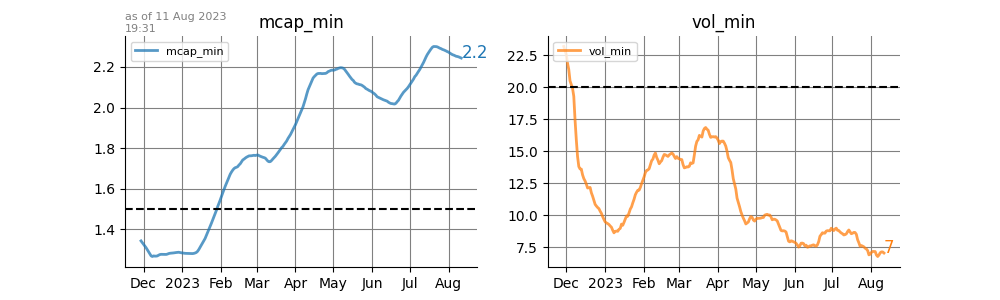 as of 11 Aug 2023
19:31
mcap_min
mcap_min
2.2
2.2
2.0
1.8
1.6
1.4
Dec 2023 Feb Mar Apr May Jun Jul Aug
vol_min
vol_min
22.5
20.0
17.5
15.0
12.5
10.0
7.5
7
Dec 2023 Feb Mar Apr May Jun Jul Aug